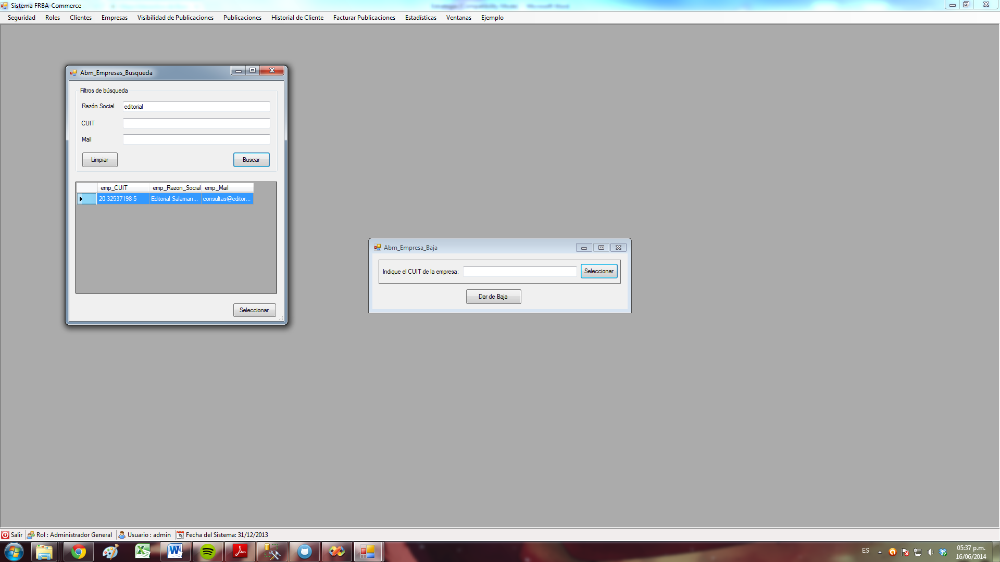 Sistema FRBA-Commerce
Seguridad Roles Clientes Empresas Visibilidad de Publicaciones Publicaciones Historial de Cliente Facturar Publicaciones Estadísticas Ventanas Ejemplo
Abm_Empresas_Busqueda
Filtros de búsqueda
Razón Social editorial
CUIT
Mail
Limpiar Buscar
emp_CUIT emp_Razon_Social emp_Mail
20-32537198-5 Editorial Salaman... consultas@editor...
Seleccionar
Abm_Empresa_Baja
Indique el CUIT de la empresa: Seleccionar
Dar de Baja
Salir Rol : Administrador General Usuario : admin 15 Fecha del Sistema: 31/12/2013
ES 05:37 p.m.
16/06/2014